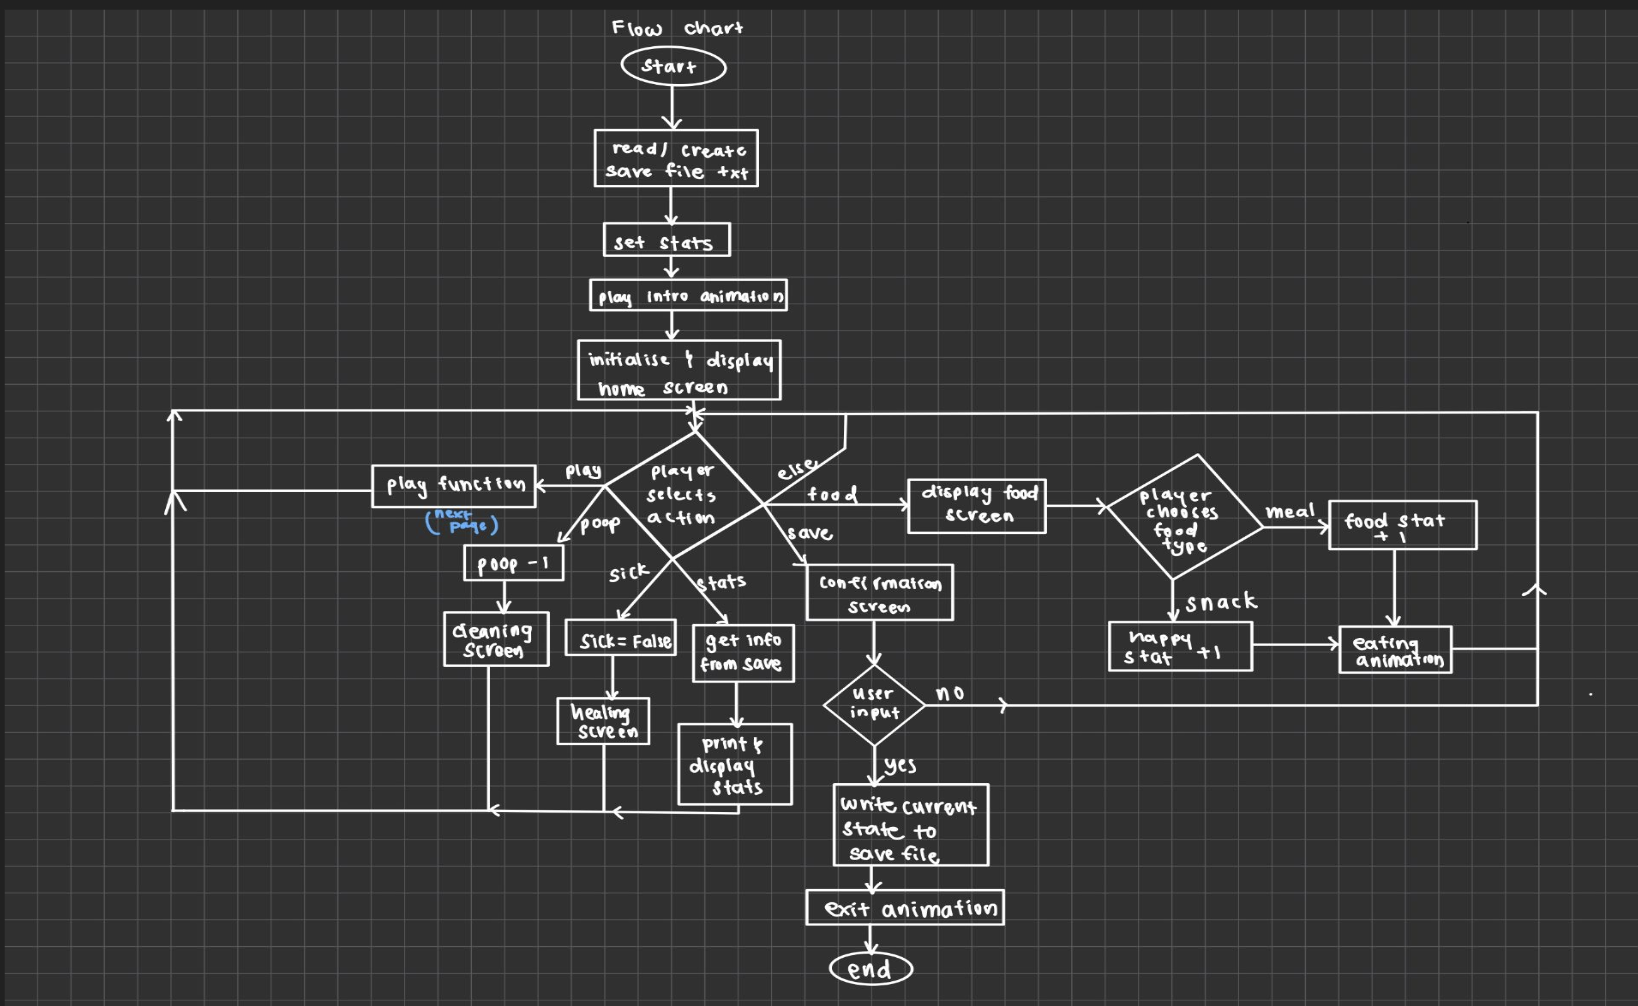 Flow chart
start
read/ create
save file txt
set stats
play intro animation
initialise & display
home screen
play
player
selects
action
else
food
play function
(next
page)
poop
save
display food
screen
player
chooses
food
type
meal
food stat
+ 1
poop -1
sick
stats
confirmation
screen
snack
cleaning
screen
sick = False
get info
from save
happy
stat +1
eating
animation
healing
screen
user
input
no
print &
display
stats
yes
write current
state to
save file
exit animation
end